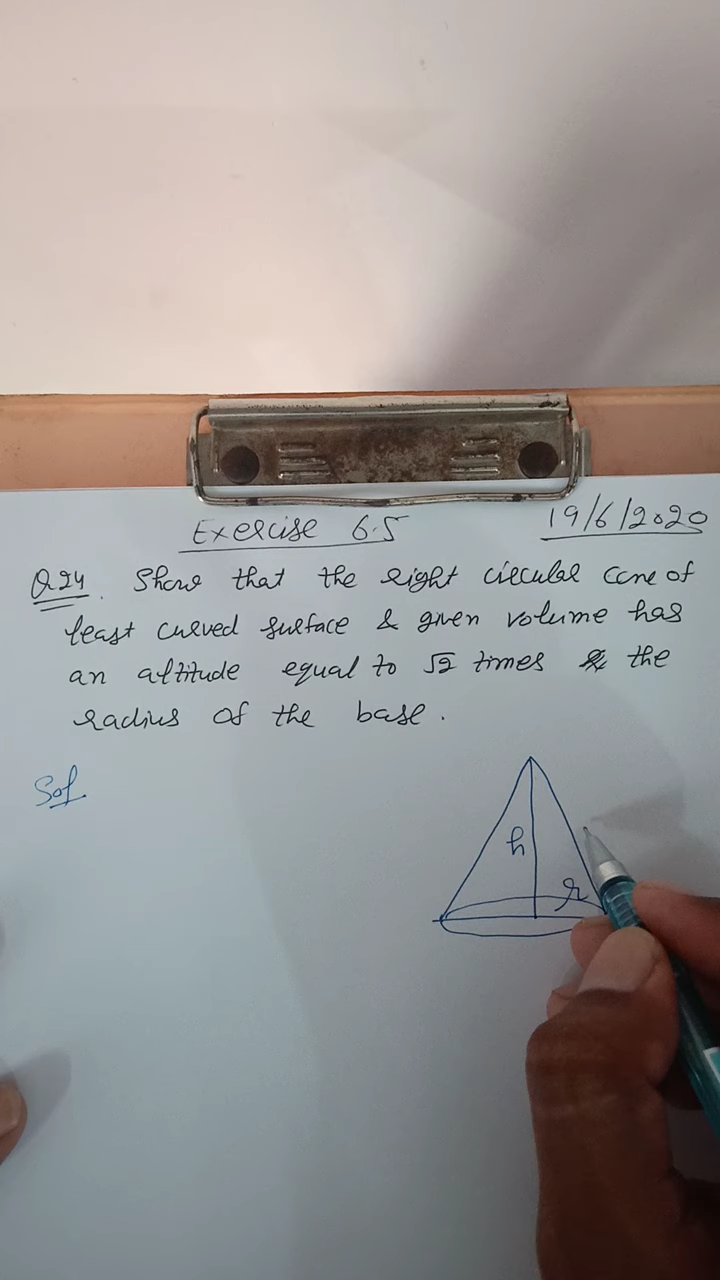 Exercise 6.5
19/6/2020
Q.24. Show that the right circular cone of
least curved surface & given volume has
an altitude equal to √2 times the
radius of the base.
Sol
h
r